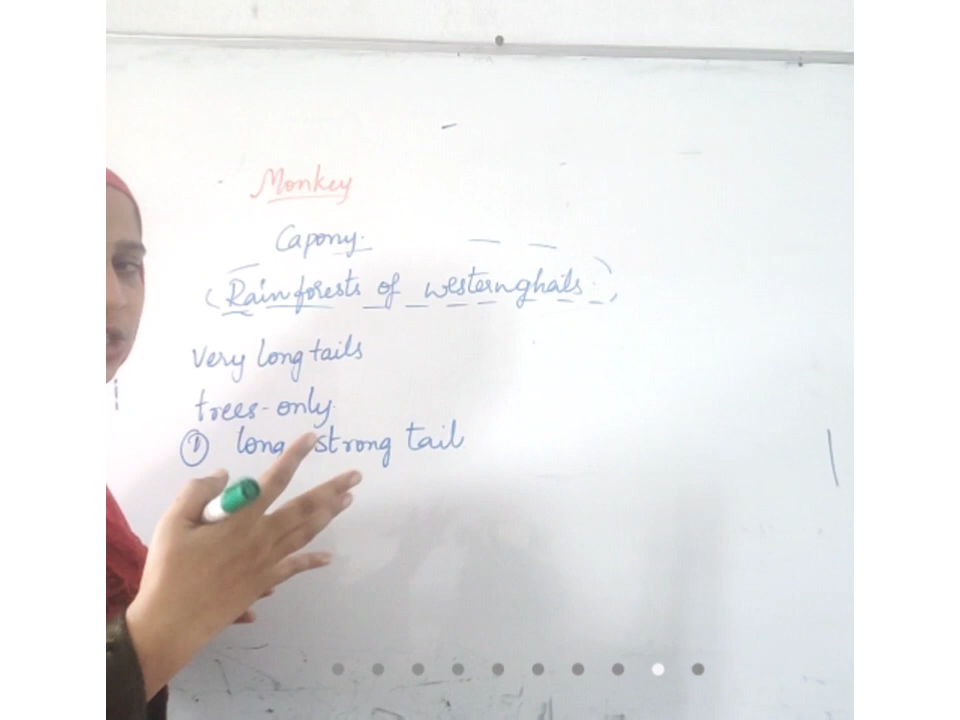 Monkey
Capony.
(Rainforests of westernghats.)
very long tails
trees-only.
① long strong tail